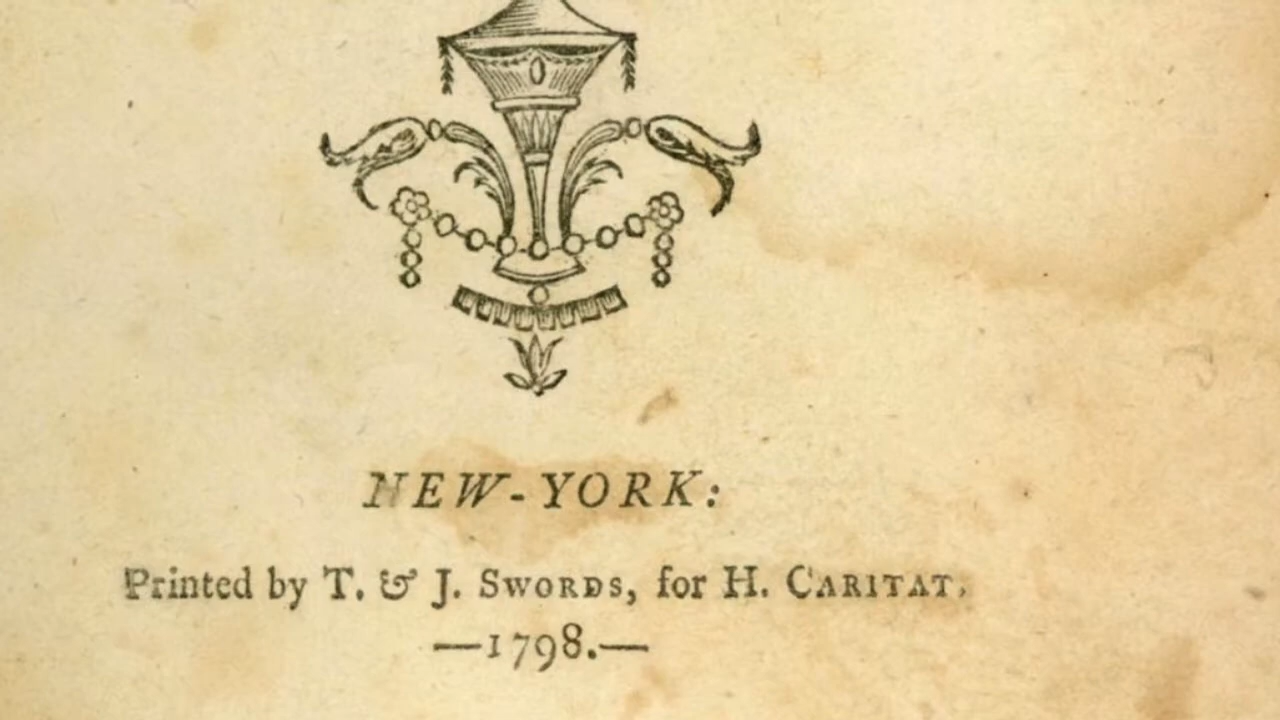 NEW-YORK:
Printed by T. & J. SWORDS, for H. CARITAT.
—1798.—